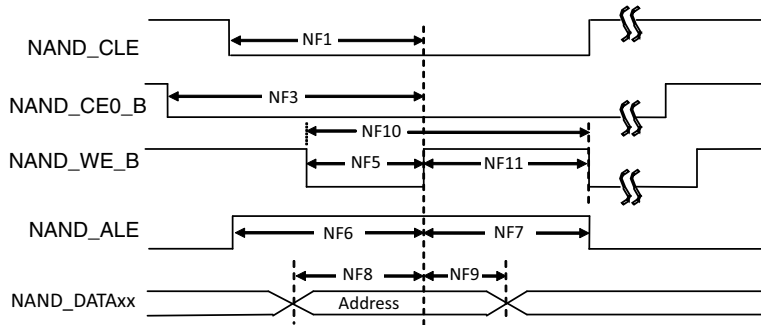 NAND_CLE
NF1
NAND_CE0_B
NF3
NF10
NAND_WE_B
NF5
NF11
NAND_ALE
NF6
NF7
NF8
NF9
NAND_DATAxx
Address